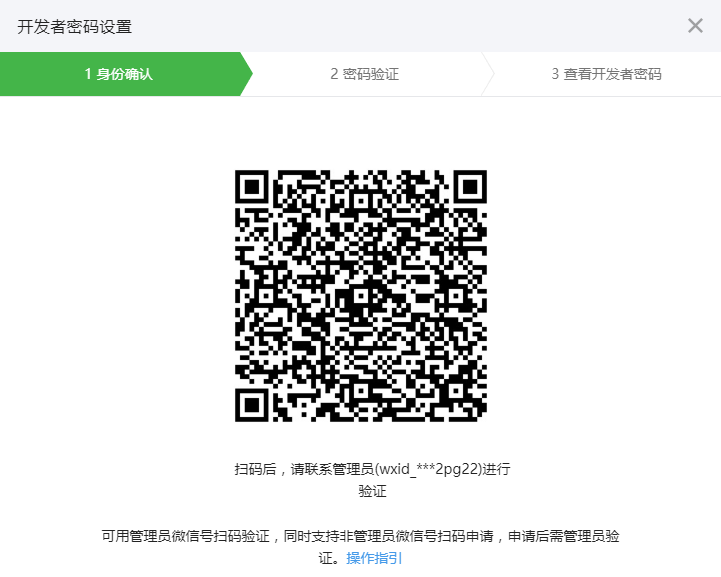 开发者密码设置
1 身份确认
2 密码验证
3 查看开发者密码
扫码后，请联系管理员(wxid_***2pg22)进行
验证
可用管理员微信号扫码验证，同时支持非管理员微信号扫码申请，申请后需管理员验
证。操作指引